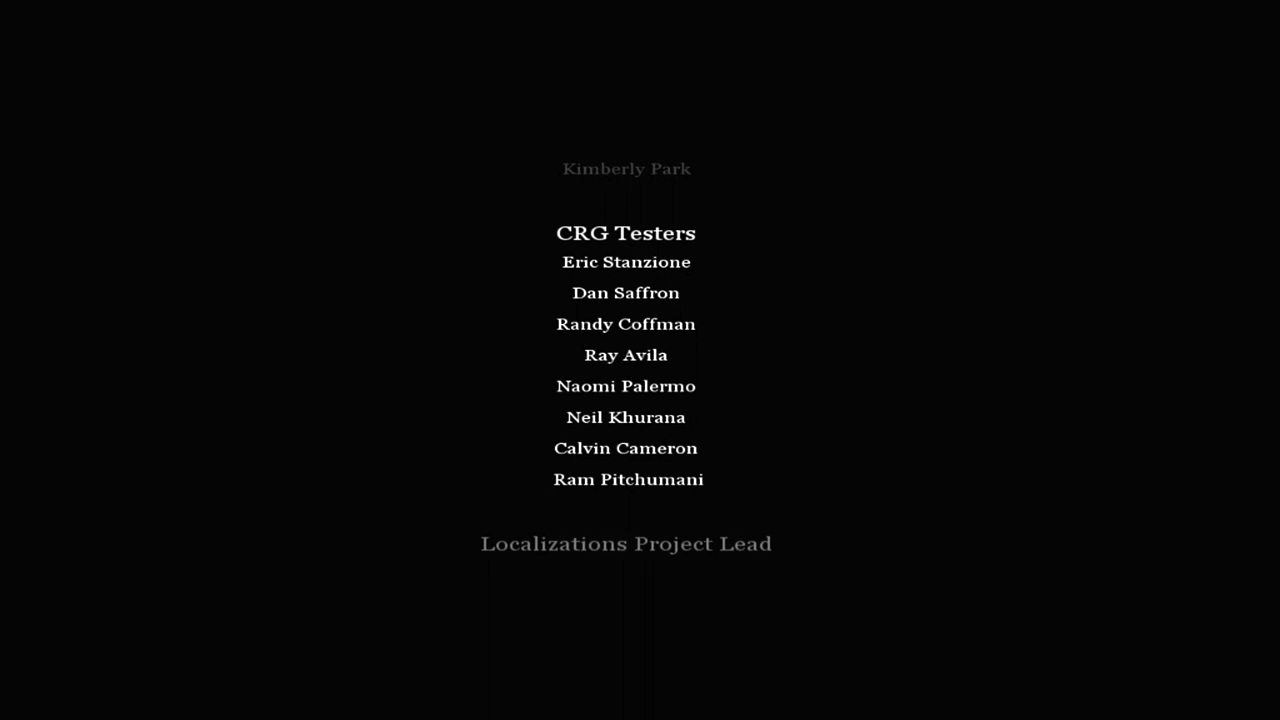 Kimberly Park
CRG Testers
Eric Stanzione
Dan Saffron
Randy Coffman
Ray Avila
Naomi Palermo
Neil Khurana
Calvin Cameron
Ram Pitchumani
Localizations Project Lead